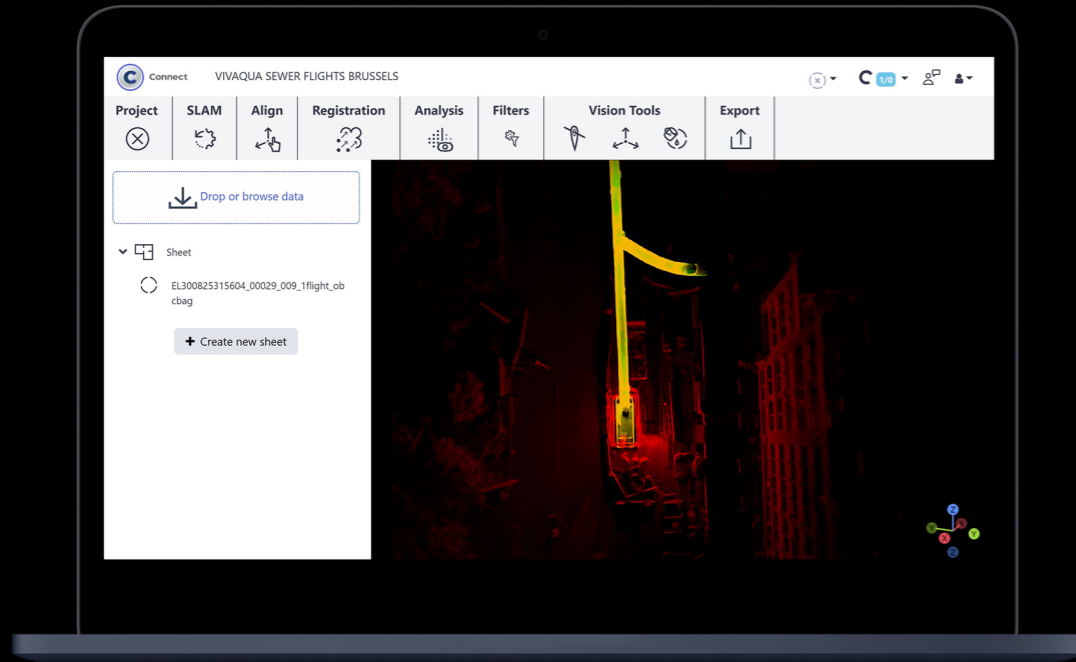 C Connect VIVAQUA SEWER FLIGHTS BRUSSELS C 1/0
Project SLAM Align Registration Analysis Filters Vision Tools Export
Drop or browse data
Sheet
EL300825315604_00029_009_1flight_ob
cbag
+ Create new sheet
Z
Y X
X Y
Z